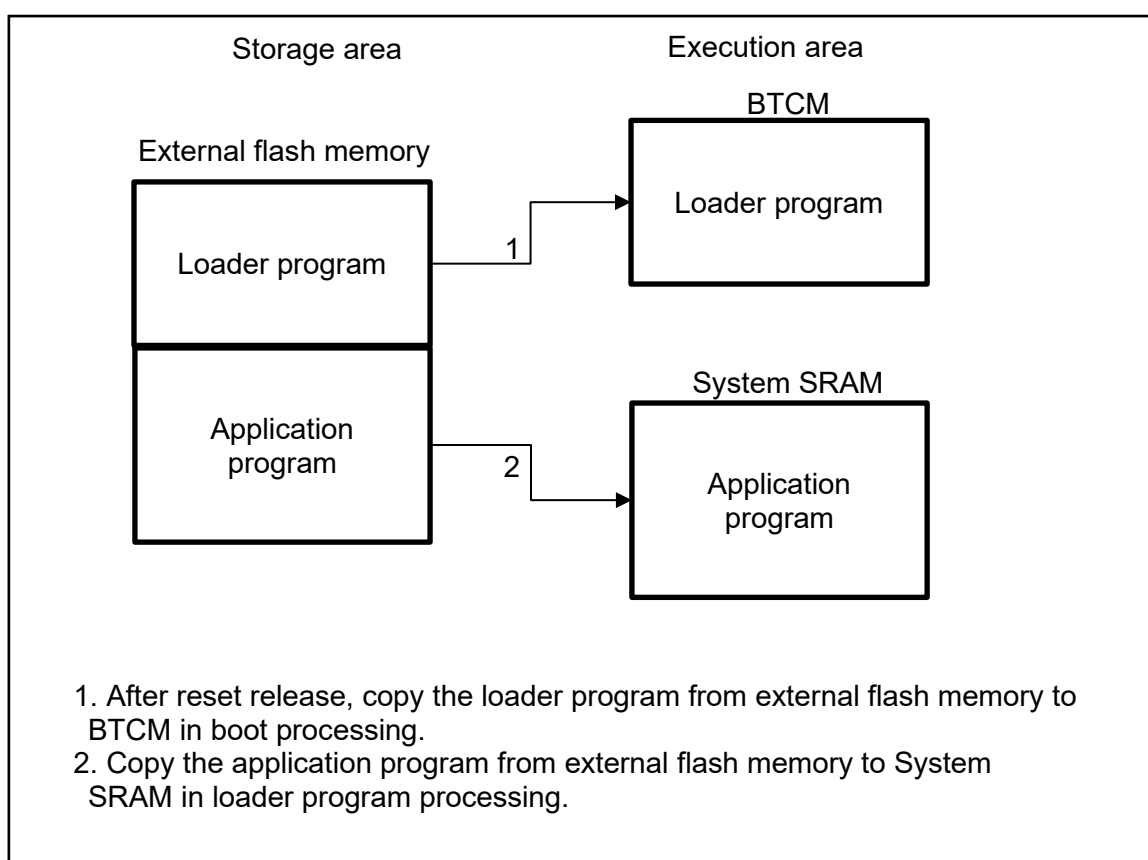 Storage area
Execution area
BTCM
External flash memory
Loader program
Loader program
1
System SRAM
Application
program
2
Application
program
1. After reset release, copy the loader program from external flash memory to
BTCM in boot processing.
2. Copy the application program from external flash memory to System
SRAM in loader program processing.